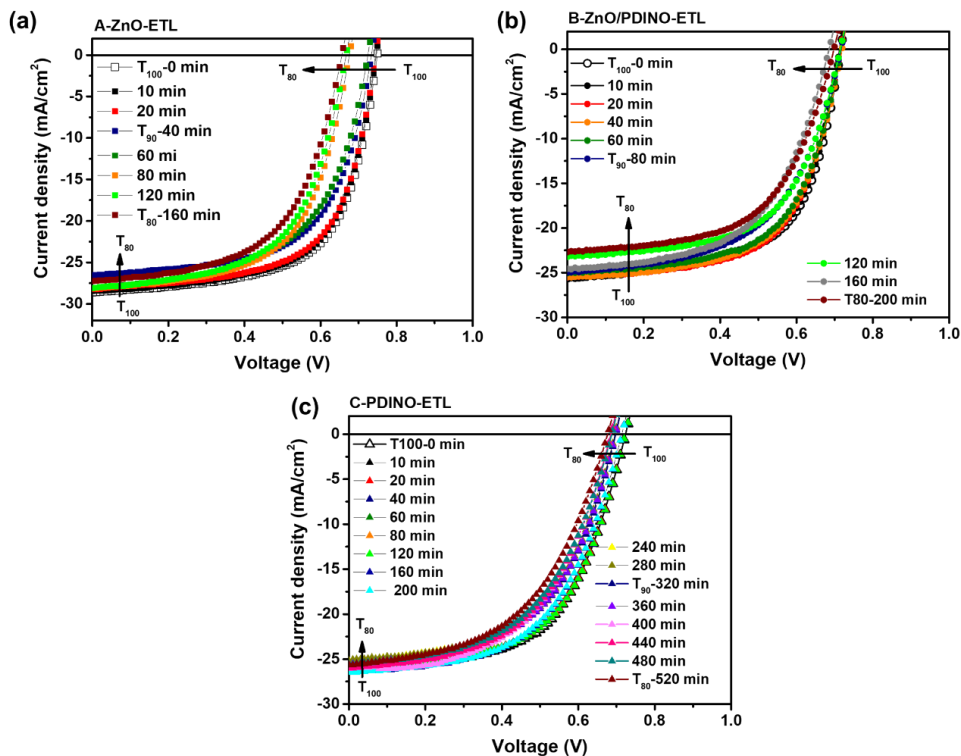 (a)
A-ZnO-ETL
Current density (mA/cm²)
0
-5
-10
-15
-20
-25
-30
T₁₀₀-0 min
10 min
20 min
T₉₀-40 min
60 mi
80 min
120 min
T₈₀-160 min
T₈₀
T₁₀₀
T₈₀
T₁₀₀
0.0 0.2 0.4 0.6 0.8 1.0
Voltage (V)
(b)
B-ZnO/PDINO-ETL
Current density (mA/cm²)
0
-5
-10
-15
-20
-25
-30
T₁₀₀-0 min
10 min
20 min
40 min
60 min
T₉₀-80 min
T₈₀
T₁₀₀
T₈₀
T₁₀₀
120 min
160 min
T80-200 min
0.0 0.2 0.4 0.6 0.8 1.0
Voltage (V)
(c)
C-PDINO-ETL
Current density (mA/cm²)
0
-5
-10
-15
-20
-25
-30
T100-0 min
10 min
20 min
40 min
60 min
80 min
120 min
160 min
200 min
T₈₀
T₁₀₀
240 min
280 min
T₉₀-320 min
360 min
400 min
440 min
480 min
T₈₀-520 min
T₈₀
T₁₀₀
0.0 0.2 0.4 0.6 0.8 1.0
Voltage (V)